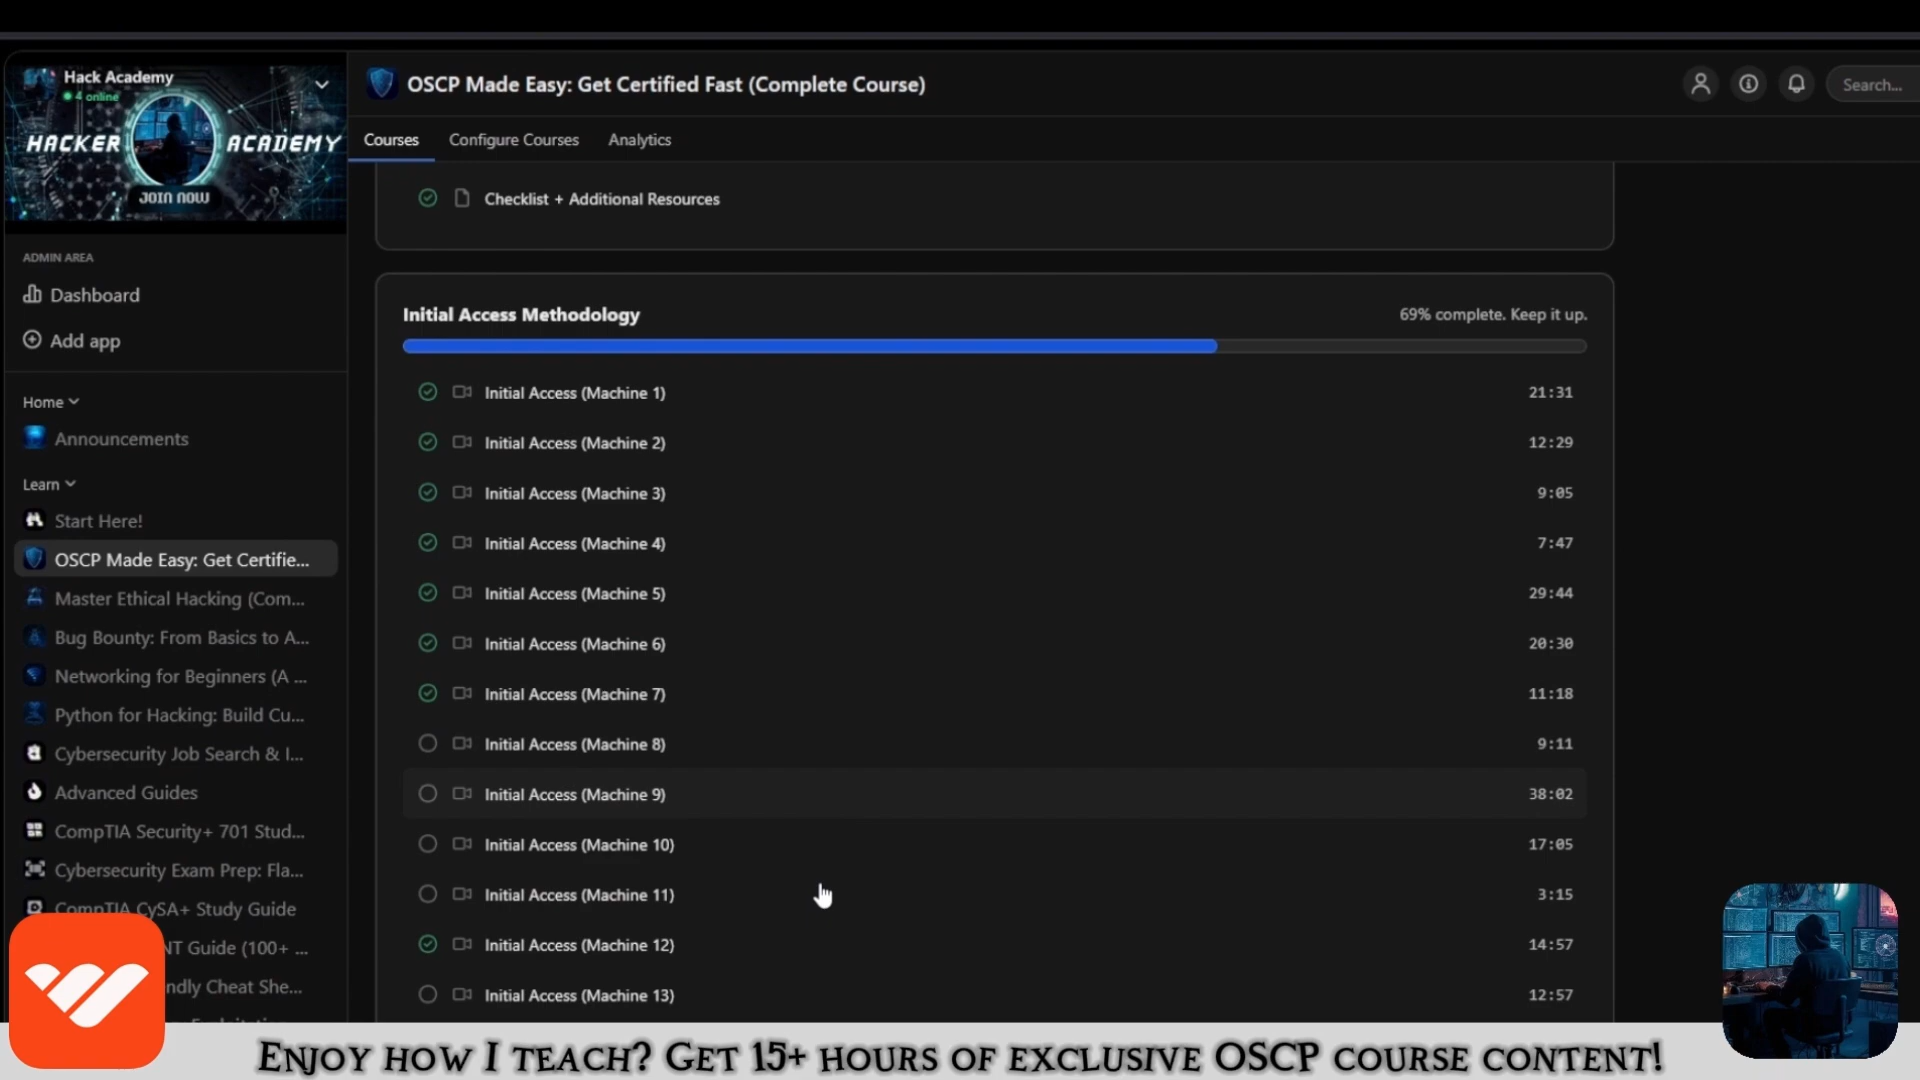 Hack Academy
4 online
HACKER ACADEMY
JOIN NOW
ADMIN AREA
Dashboard
Add app
Home
Announcements
Learn
Start Here!
OSCP Made Easy: Get Certifie...
Master Ethical Hacking (Com...
Bug Bounty: From Basics to A...
Networking for Beginners (A ...
Python for Hacking: Build Cu...
Cybersecurity Job Search & I...
Advanced Guides
CompTIA Security+ 701 Stud...
Cybersecurity Exam Prep: Fla...
CompTIA CySA+ Study Guide
NT Guide (100+ ...
ndly Cheat She...
OSCP Made Easy: Get Certified Fast (Complete Course)
Search...
Courses Configure Courses Analytics
Checklist + Additional Resources
Initial Access Methodology 69% complete. Keep it up.
Initial Access (Machine 1) 21:31
Initial Access (Machine 2) 12:29
Initial Access (Machine 3) 9:05
Initial Access (Machine 4) 7:47
Initial Access (Machine 5) 29:44
Initial Access (Machine 6) 20:30
Initial Access (Machine 7) 11:18
Initial Access (Machine 8) 9:11
Initial Access (Machine 9) 38:02
Initial Access (Machine 10) 17:05
Initial Access (Machine 11) 3:15
Initial Access (Machine 12) 14:57
Initial Access (Machine 13) 12:57
Enjoy how I teach? Get 15+ hours of exclusive OSCP course content!